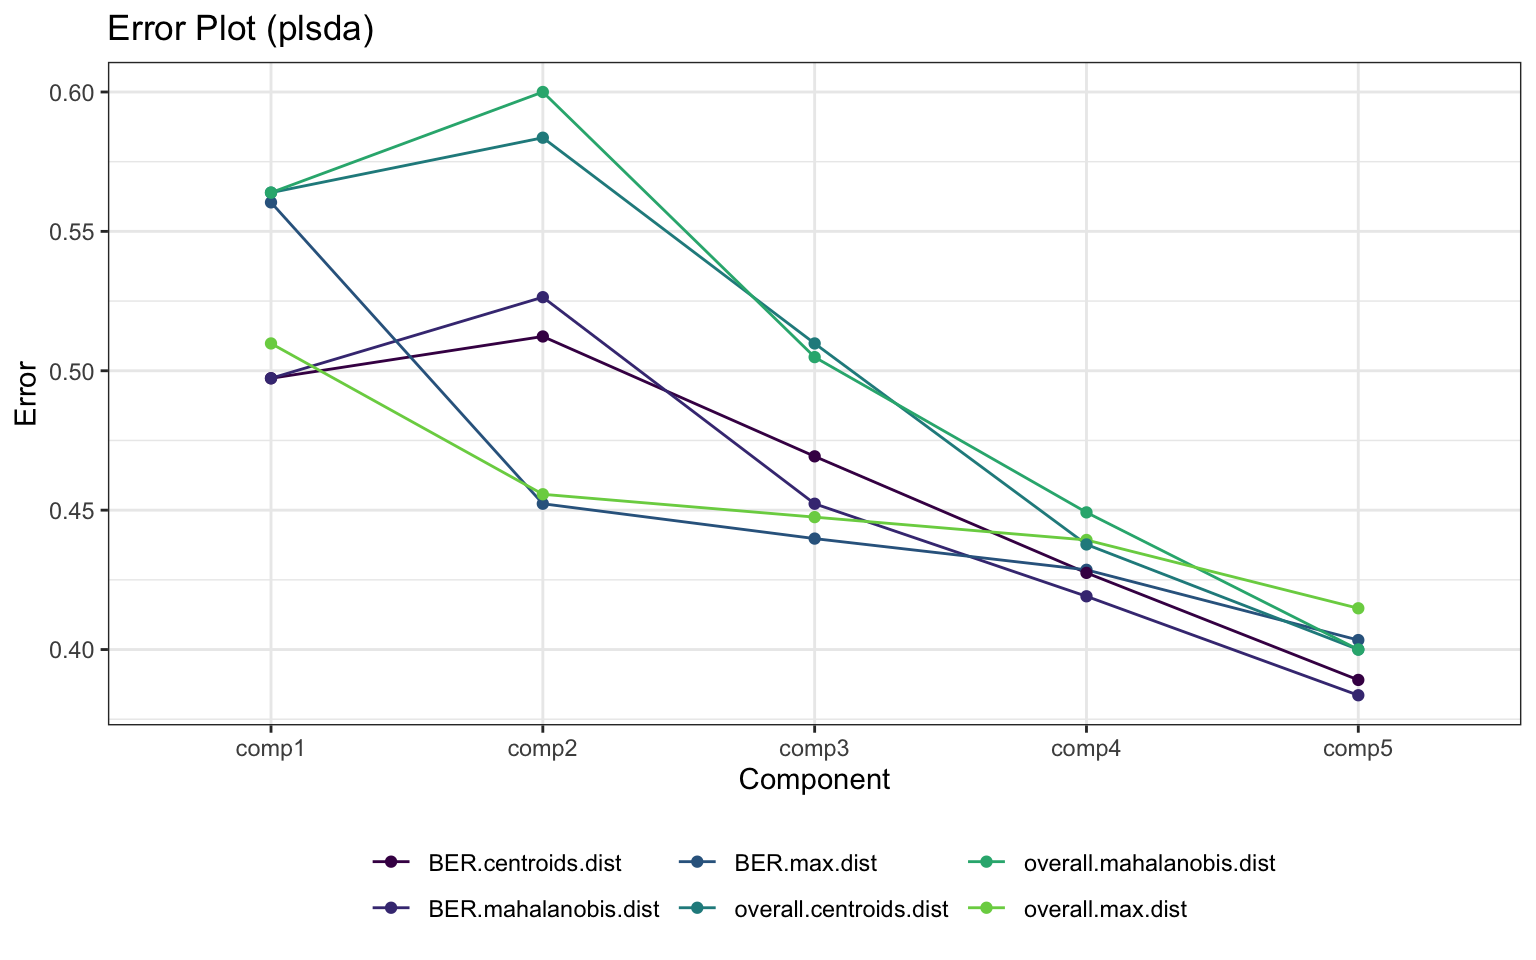 Error Plot (plsda)
0.60
0.55
0.50
0.45
0.40
Error
comp1 comp2 comp3 comp4 comp5
Component
BER.centroids.dist BER.max.dist overall.mahalanobis.dist
BER.mahalanobis.dist overall.centroids.dist overall.max.dist